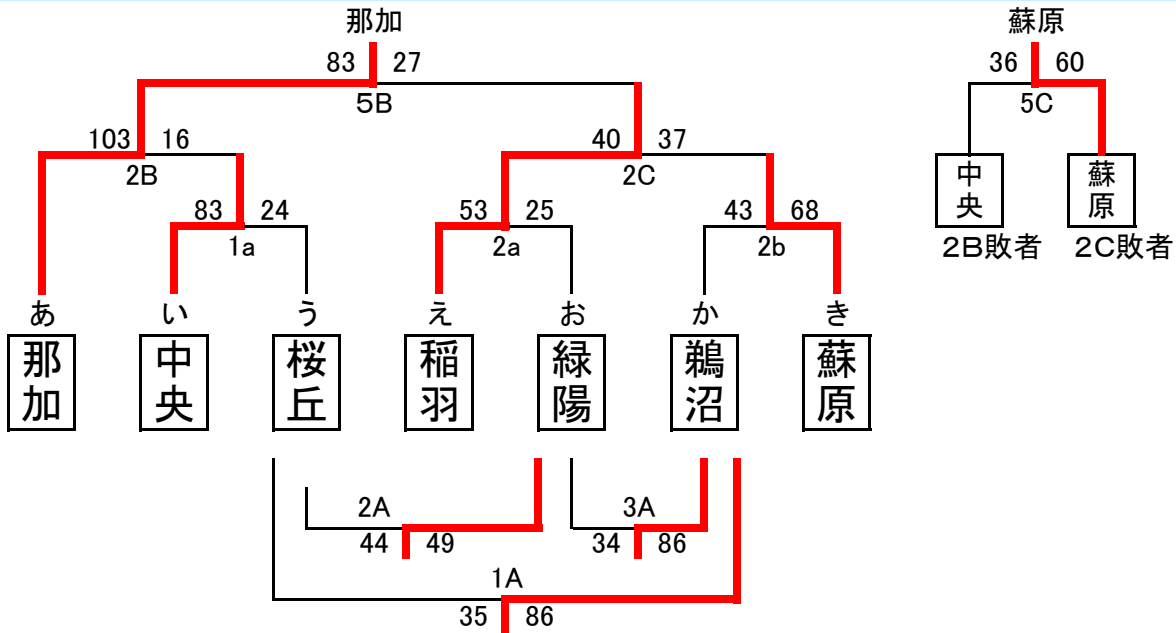 那加
蘇原
83 27
36 60
5B
5C
103 16
40 37
2B
2C
中央
蘇原
83 24
53 25
43 68
1a
2a
2b
2B敗者
2C敗者
あ い う え お か き
那加
中央
桜丘
稲羽
緑陽
鵜沼
蘇原
2A
3A
44 49
34 86
1A
35 86